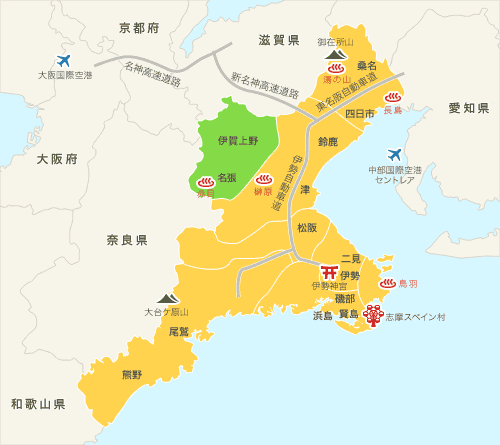 京都府
滋賀県
御在所山
桑名
大阪国際空港
名神高速道路
新名神高速道路
湯の山
東名阪自動車道
長島
愛知県
四日市
伊賀上野
鈴鹿
大阪府
中部国際空港
セントレア
名張
赤目
榊原
伊勢自動車道
津
松阪
奈良県
二見
伊勢
伊勢神宮
鳥羽
大台ケ原山
磯部
浜島
賢島
志摩スペイン村
尾鷲
熊野
和歌山県